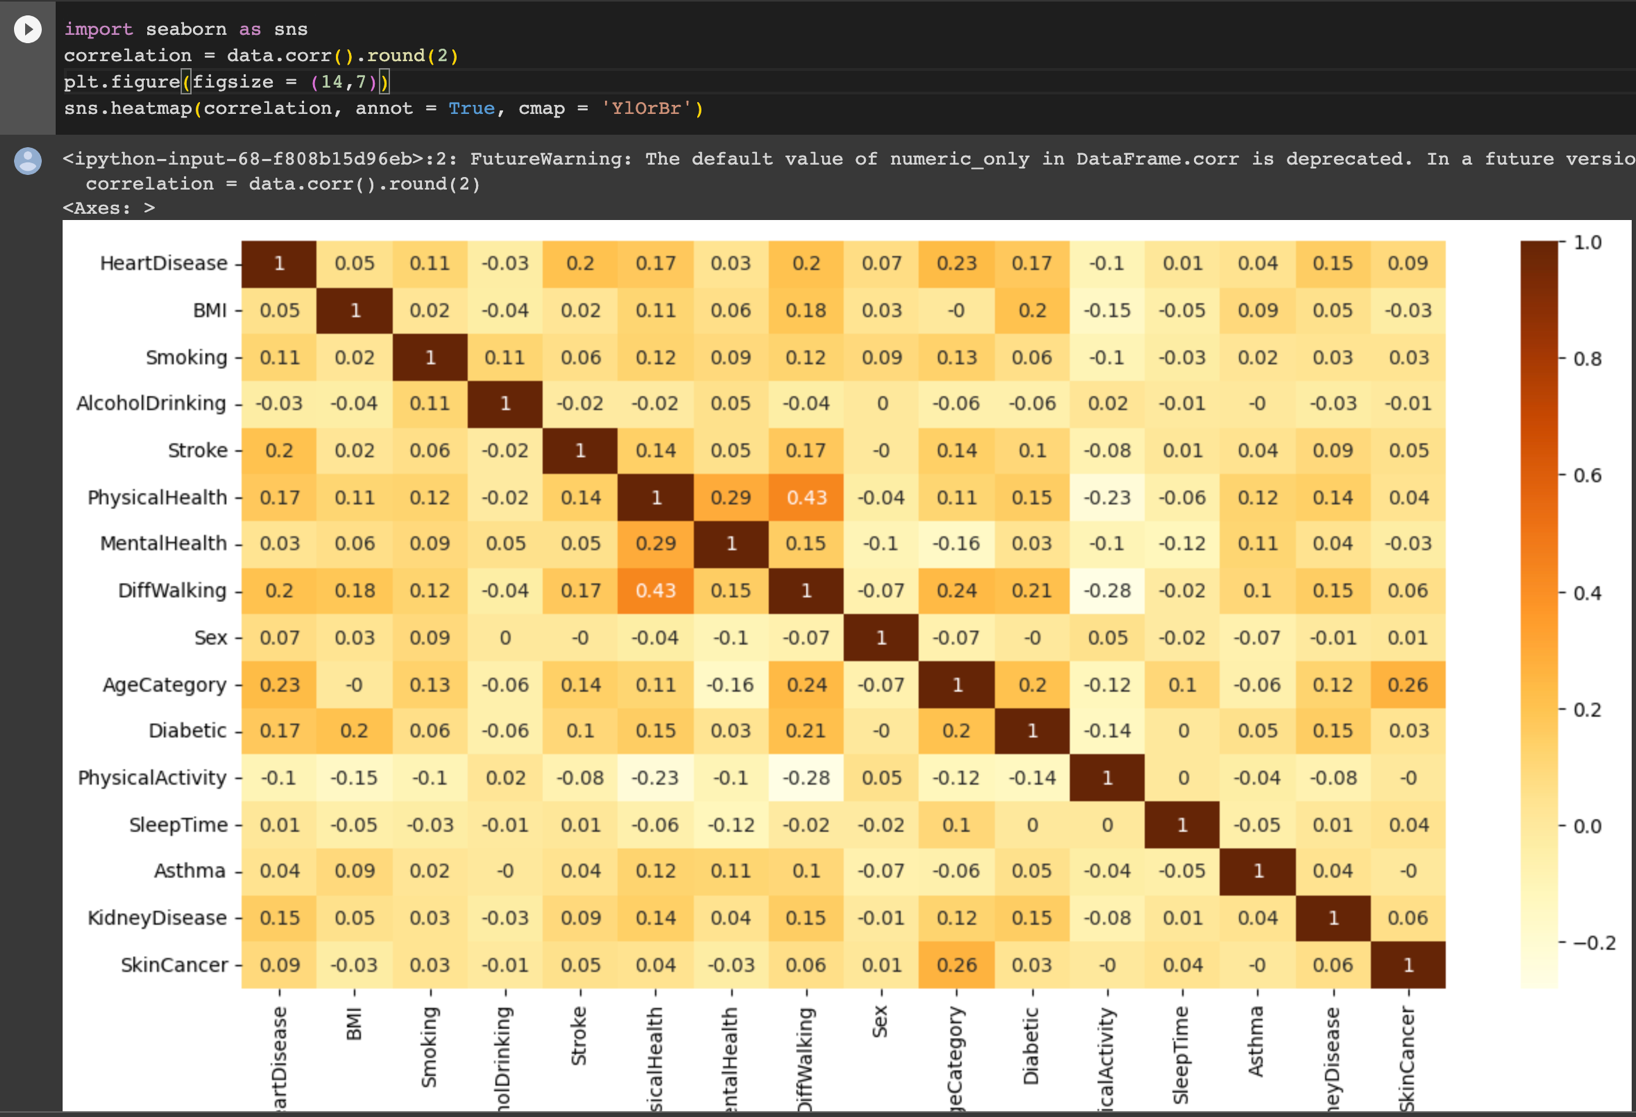 import seaborn as sns
correlation = data.corr().round(2)
plt.figure(figsize = (14,7))
sns.heatmap(correlation, annot = True, cmap = 'YlOrBr')
<ipython-input-68-f808b15d96eb>:2: FutureWarning: The default value of numeric_only in DataFrame.corr is deprecated. In a future versio
correlation = data.corr().round(2)
<Axes: >
HeartDisease 1 0.05 0.11 -0.03 0.2 0.17 0.03 0.2 0.07 0.23 0.17 -0.1 0.01 0.04 0.15 0.09
BMI 0.05 1 0.02 -0.04 0.02 0.11 0.06 0.18 0.03 -0 0.2 -0.15 -0.05 0.09 0.05 -0.03
Smoking 0.11 0.02 1 0.11 0.06 0.12 0.09 0.12 0.09 0.13 0.06 -0.1 -0.03 0.02 0.03 0.03
AlcoholDrinking -0.03 -0.04 0.11 1 -0.02 -0.02 0.05 -0.04 0 -0.06 -0.06 0.02 -0.01 -0 -0.03 -0.01
Stroke 0.2 0.02 0.06 -0.02 1 0.14 0.05 0.17 -0 0.14 0.1 -0.08 0.01 0.04 0.09 0.05
PhysicalHealth 0.17 0.11 0.12 -0.02 0.14 1 0.29 0.43 -0.04 0.11 0.15 -0.23 -0.06 0.12 0.14 0.04
MentalHealth 0.03 0.06 0.09 0.05 0.05 0.29 1 0.15 -0.1 -0.16 0.03 -0.1 -0.12 0.11 0.04 -0.03
DiffWalking 0.2 0.18 0.12 -0.04 0.17 0.43 0.15 1 -0.07 0.24 0.21 -0.28 -0.02 0.1 0.15 0.06
Sex 0.07 0.03 0.09 0 -0 -0.04 -0.1 -0.07 1 -0.07 -0 0.05 -0.02 -0.07 -0.01 0.01
AgeCategory 0.23 -0 0.13 -0.06 0.14 0.11 -0.16 0.24 -0.07 1 0.2 -0.12 0.1 -0.06 0.12 0.26
Diabetic 0.17 0.2 0.06 -0.06 0.1 0.15 0.03 0.21 -0 0.2 1 -0.14 0 0.05 0.15 0.03
PhysicalActivity -0.1 -0.15 -0.1 0.02 -0.08 -0.23 -0.1 -0.28 0.05 -0.12 -0.14 1 0 -0.04 -0.08 -0
SleepTime 0.01 -0.05 -0.03 -0.01 0.01 -0.06 -0.12 -0.02 -0.02 0.1 0 0 1 -0.05 0.01 0.04
Asthma 0.04 0.09 0.02 -0 0.04 0.12 0.11 0.1 -0.07 -0.06 0.05 -0.04 -0.05 1 0.04 -0
KidneyDisease 0.15 0.05 0.03 -0.03 0.09 0.14 0.04 0.15 -0.01 0.12 0.15 -0.08 0.01 0.04 1 0.06
SkinCancer 0.09 -0.03 0.03 -0.01 0.05 0.04 -0.03 0.06 0.01 0.26 0.03 -0 0.04 -0 0.06 1
artDisease
BMI
Smoking
olDrinking
Stroke
sicalHealth
entalHealth
DiffWalking
Sex
geCategory
Diabetic
icalActivity
SleepTime
Asthma
neyDisease
SkinCancer
1.0
0.8
0.6
0.4
0.2
0.0
−0.2